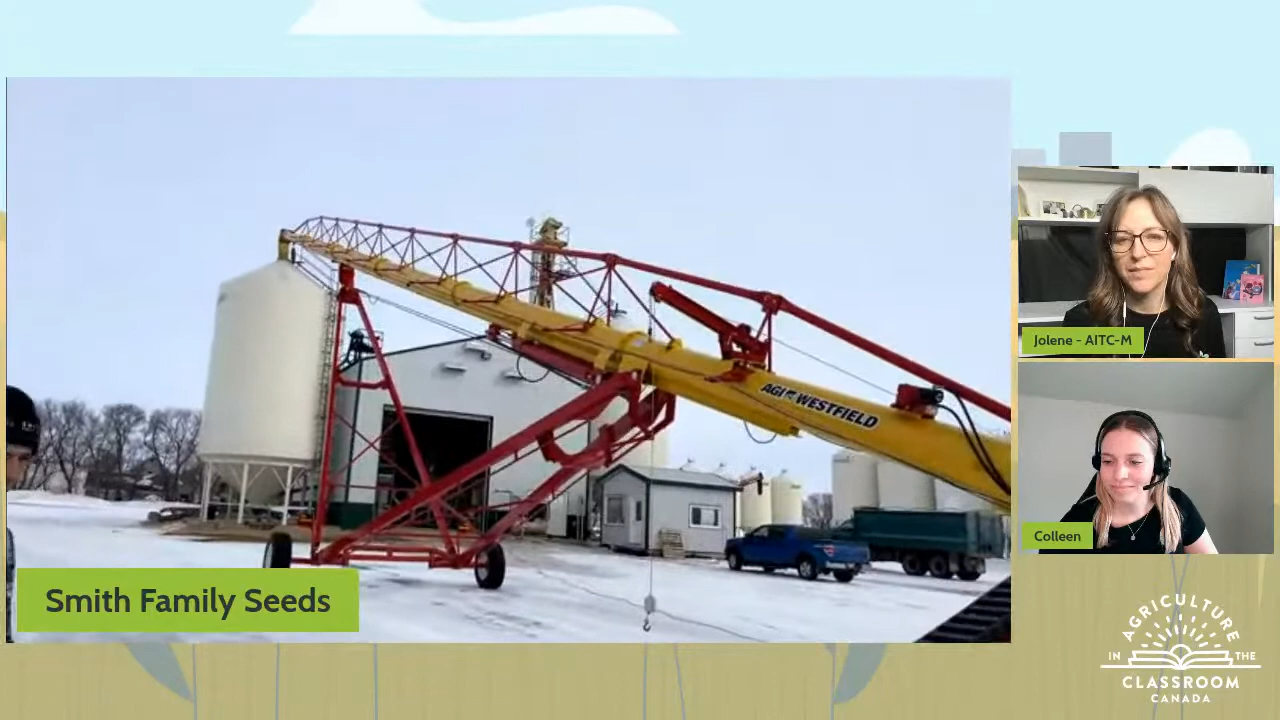 AGI WESTFIELD
Smith Family Seeds
Jolene - AITC-M
Colleen
AGRICULTURE
IN THE
CLASSROOM
CANADA